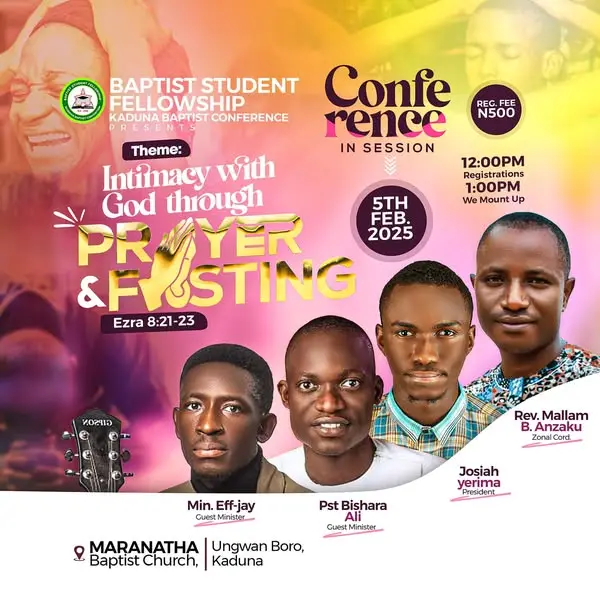 BAPTIST STUDENT
FELLOWSHIP
KADUNA BAPTIST CONFERENCE
PRESENTS
Theme:
Intimacy with
God through
PRAYER
& FASTING
Ezra 8:21-23
Confe
rence
IN SESSION
REG. FEE
N500
12:00PM
Registrations
1:00PM
We Mount Up
5TH
FEB.
2025
GIPSON
Rev. Mallam
B. Anzaku
Zonal Cord.
Josiah
yerima
President
Pst Bishara
Ali
Guest Minister
Min. Eff-jay
Guest Minister
MARANATHA
Baptist Church,
Ungwan Boro,
Kaduna